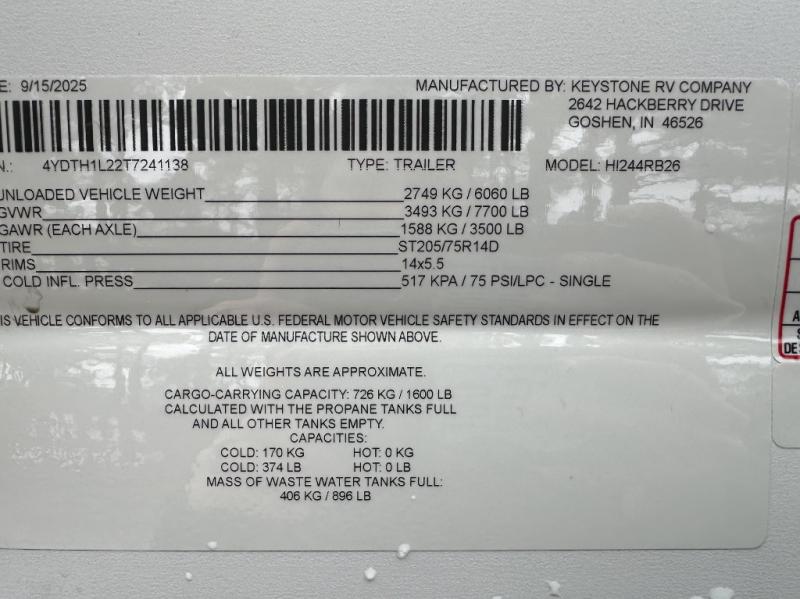 E: 9/15/2025
MANUFACTURED BY: KEYSTONE RV COMPANY
2642 HACKBERRY DRIVE
GOSHEN, IN 46526
N.: 4YDTH1L22T7241138 TYPE: TRAILER MODEL: HI244RB26
UNLOADED VEHICLE WEIGHT 2749 KG / 6060 LB
GVWR 3493 KG / 7700 LB
GAWR (EACH AXLE) 1588 KG / 3500 LB
TIRE ST205/75R14D
RIMS 14x5.5
COLD INFL. PRESS 517 KPA / 75 PSI/LPC - SINGLE
IS VEHICLE CONFORMS TO ALL APPLICABLE U.S. FEDERAL MOTOR VEHICLE SAFETY STANDARDS IN EFFECT ON THE
DATE OF MANUFACTURE SHOWN ABOVE.
ALL WEIGHTS ARE APPROXIMATE.
CARGO-CARRYING CAPACITY: 726 KG / 1600 LB
CALCULATED WITH THE PROPANE TANKS FULL
AND ALL OTHER TANKS EMPTY.
CAPACITIES:
COLD: 170 KG HOT: 0 KG
COLD: 374 LB HOT: 0 LB
MASS OF WASTE WATER TANKS FULL:
406 KG / 896 LB